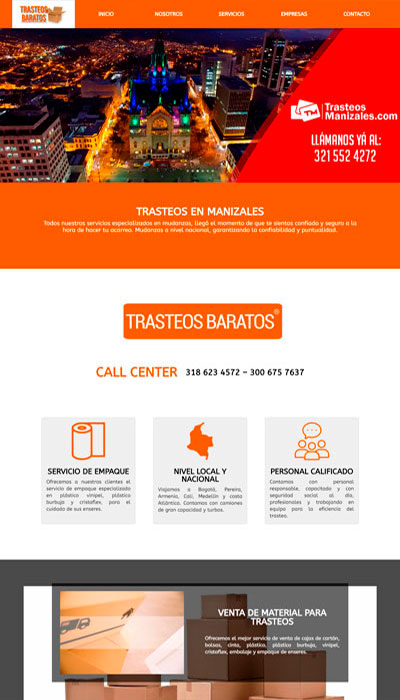 TRASTEOS
BARATOS
INICIO
NOSOTROS
SERVICIOS
EMPRESAS
CONTACTO
TM
Trasteos
Manizales.com
LLÁMANOS YÁ AL:
321 552 4272
TRASTEOS EN MANIZALES
Todos nuestros servicios especializados en mudanzas, llegó el momento de que te sientas confiado y seguro a la
hora de hacer tu acarreo. Mudanzas a nivel nacional, garantizando la confiabilidad y puntualidad.
TRASTEOS BARATOS®
CALL CENTER 318 623 4572 – 300 675 7637
SERVICIO DE EMPAQUE
Ofrecemos a nuestros clientes el
servicio de empaque especializado
en plástico vinipel, plástico
burbuja y cristaflex, para el
cuidado de sus enseres.
NIVEL LOCAL Y
NACIONAL
Viajamos a Bogotá, Pereira,
Armenia, Cali, Medellín y costa
Atlántica. Contamos con camiones
de gran capacidad y turbos.
PERSONAL CALIFICADO
Contamos con personal
responsable, capacitado y con
seguridad social al día,
profesionales y trabajando en
equipo para la eficiencia del
trasteo.
VENTA DE MATERIAL PARA
TRASTEOS
Ofrecemos el mejor servicio de venta de cajas de cartón,
bolsas, cinta, plástico, plástico burbuja, vinipel,
cristaflex, embalaje y empaque de enseres.